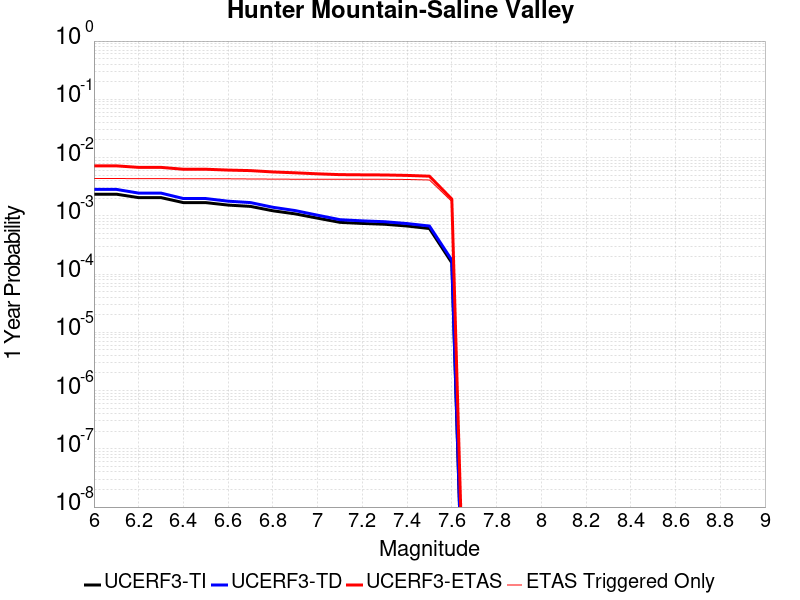 Hunter Mountain-Saline Valley
1 Year Probability
10^0
10^-1
10^-2
10^-3
10^-4
10^-5
10^-6
10^-7
10^-8
6 6.2 6.4 6.6 6.8 7 7.2 7.4 7.6 7.8 8 8.2 8.4 8.6 8.8 9
Magnitude
UCERF3-TI UCERF3-TD UCERF3-ETAS ETAS Triggered Only